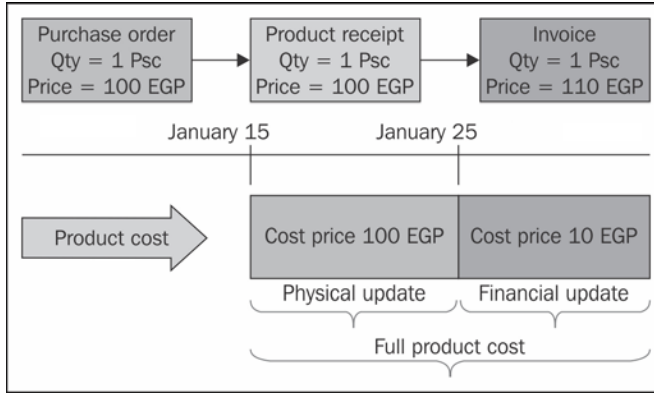 Purchase order
Qty = 1 Psc
Price = 100 EGP
Product receipt
Qty = 1 Psc
Price = 100 EGP
Invoice
Qty = 1 Psc
Price = 110 EGP
January 15
January 25
Product cost
Cost price 100 EGP
Cost price 10 EGP
Physical update
Financial update
Full product cost